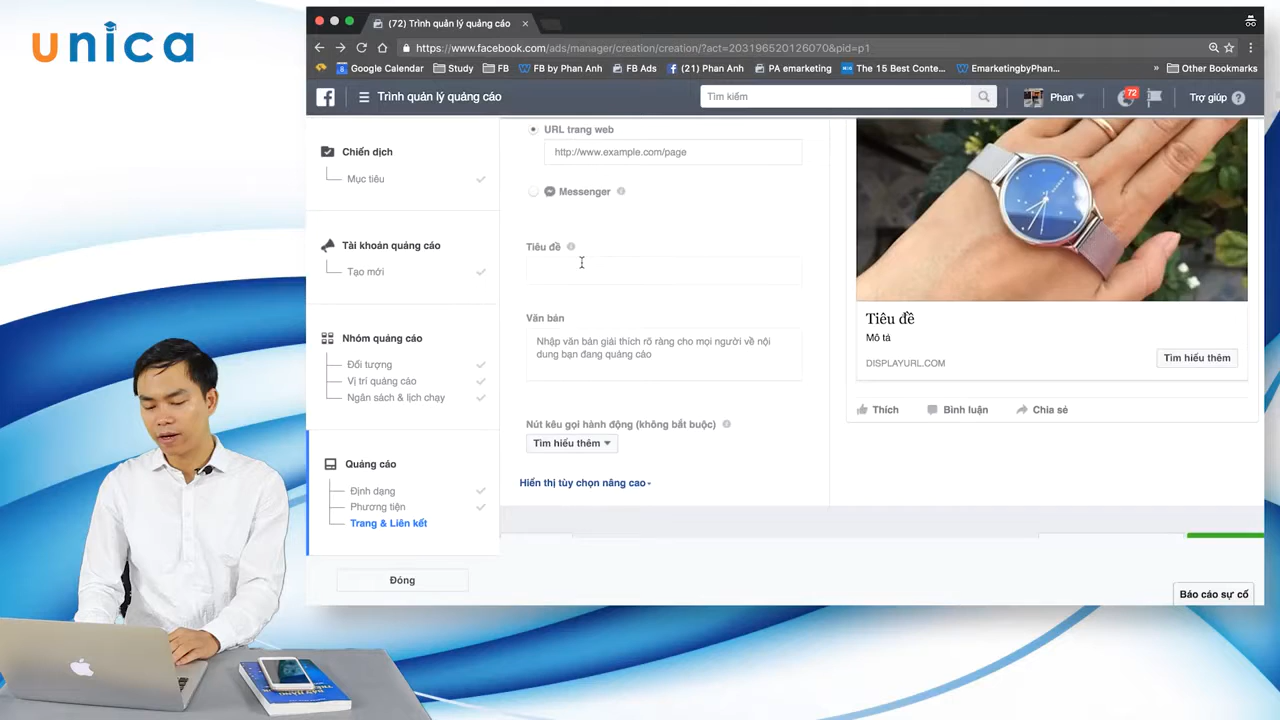 unica
(72) Trình quản lý quảng cáo
https://www.facebook.com/ads/manager/creation/creation/?act=203196520126070&pid=p1
Google Calendar Study FB FB by Phan Anh FB Ads (21) Phan Anh PA emarketing The 15 Best Conte... EmarketingbyPhan... » Other Bookmarks
Trình quản lý quảng cáo Tìm kiếm Phan 72 Trợ giúp
Chiến dịch
Mục tiêu
Tài khoản quảng cáo
Tạo mới
Nhóm quảng cáo
Đối tượng
Vị trí quảng cáo
Ngân sách & lịch chạy
Quảng cáo
Định dạng
Phương tiện
Trang & Liên kết
Đóng
URL trang web
http://www.example.com/page
Messenger
Tiêu đề
Văn bản
Nhập văn bản giải thích rõ ràng cho mọi người về nội
dung bạn đang quảng cáo
Nút kêu gọi hành động (không bắt buộc)
Tìm hiểu thêm
Hiển thị tùy chọn nâng cao
Tiêu đề
Mô tả
DISPLAYURL.COM
Tìm hiểu thêm
Thích Bình luận Chia sẻ
Báo cáo sự cố